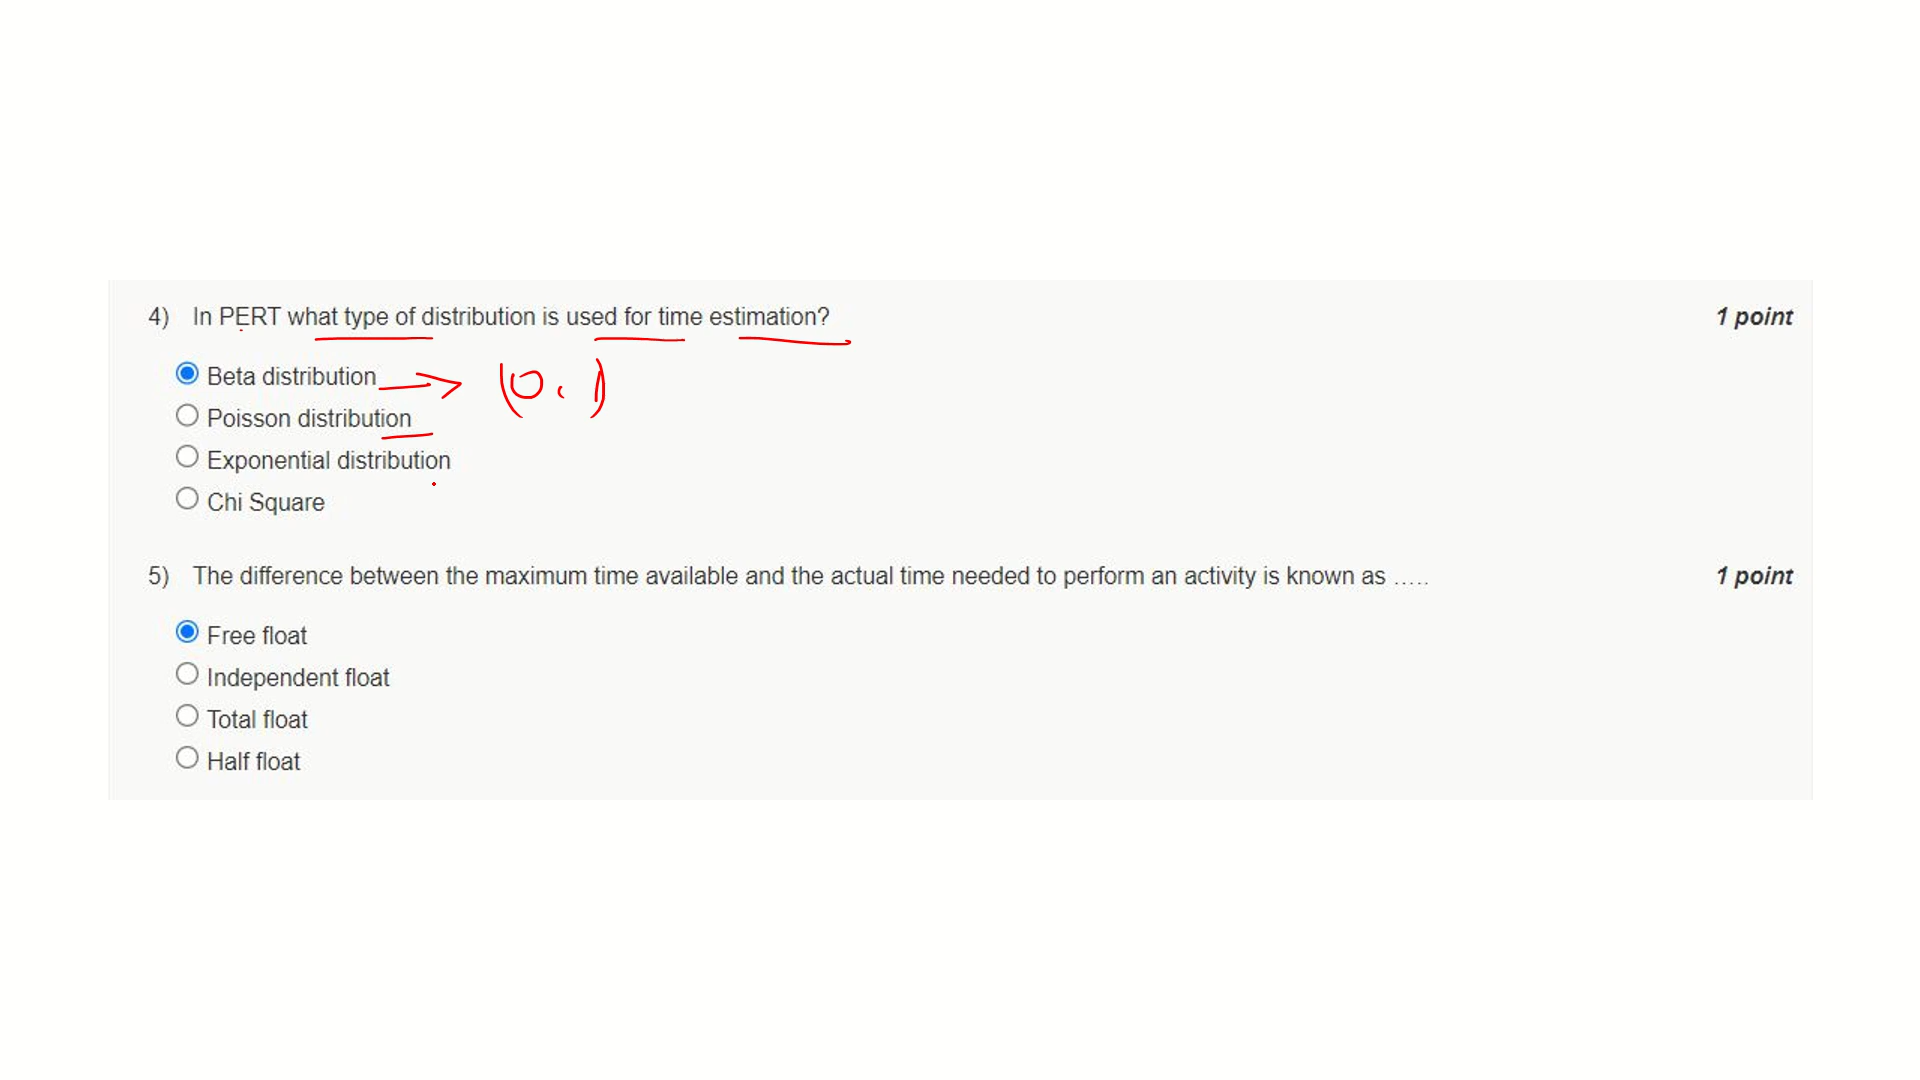 4) In PERT what type of distribution is used for time estimation? 1 point
Beta distribution (0, 1)
Poisson distribution
Exponential distribution
Chi Square
5) The difference between the maximum time available and the actual time needed to perform an activity is known as ..... 1 point
Free float
Independent float
Total float
Half float